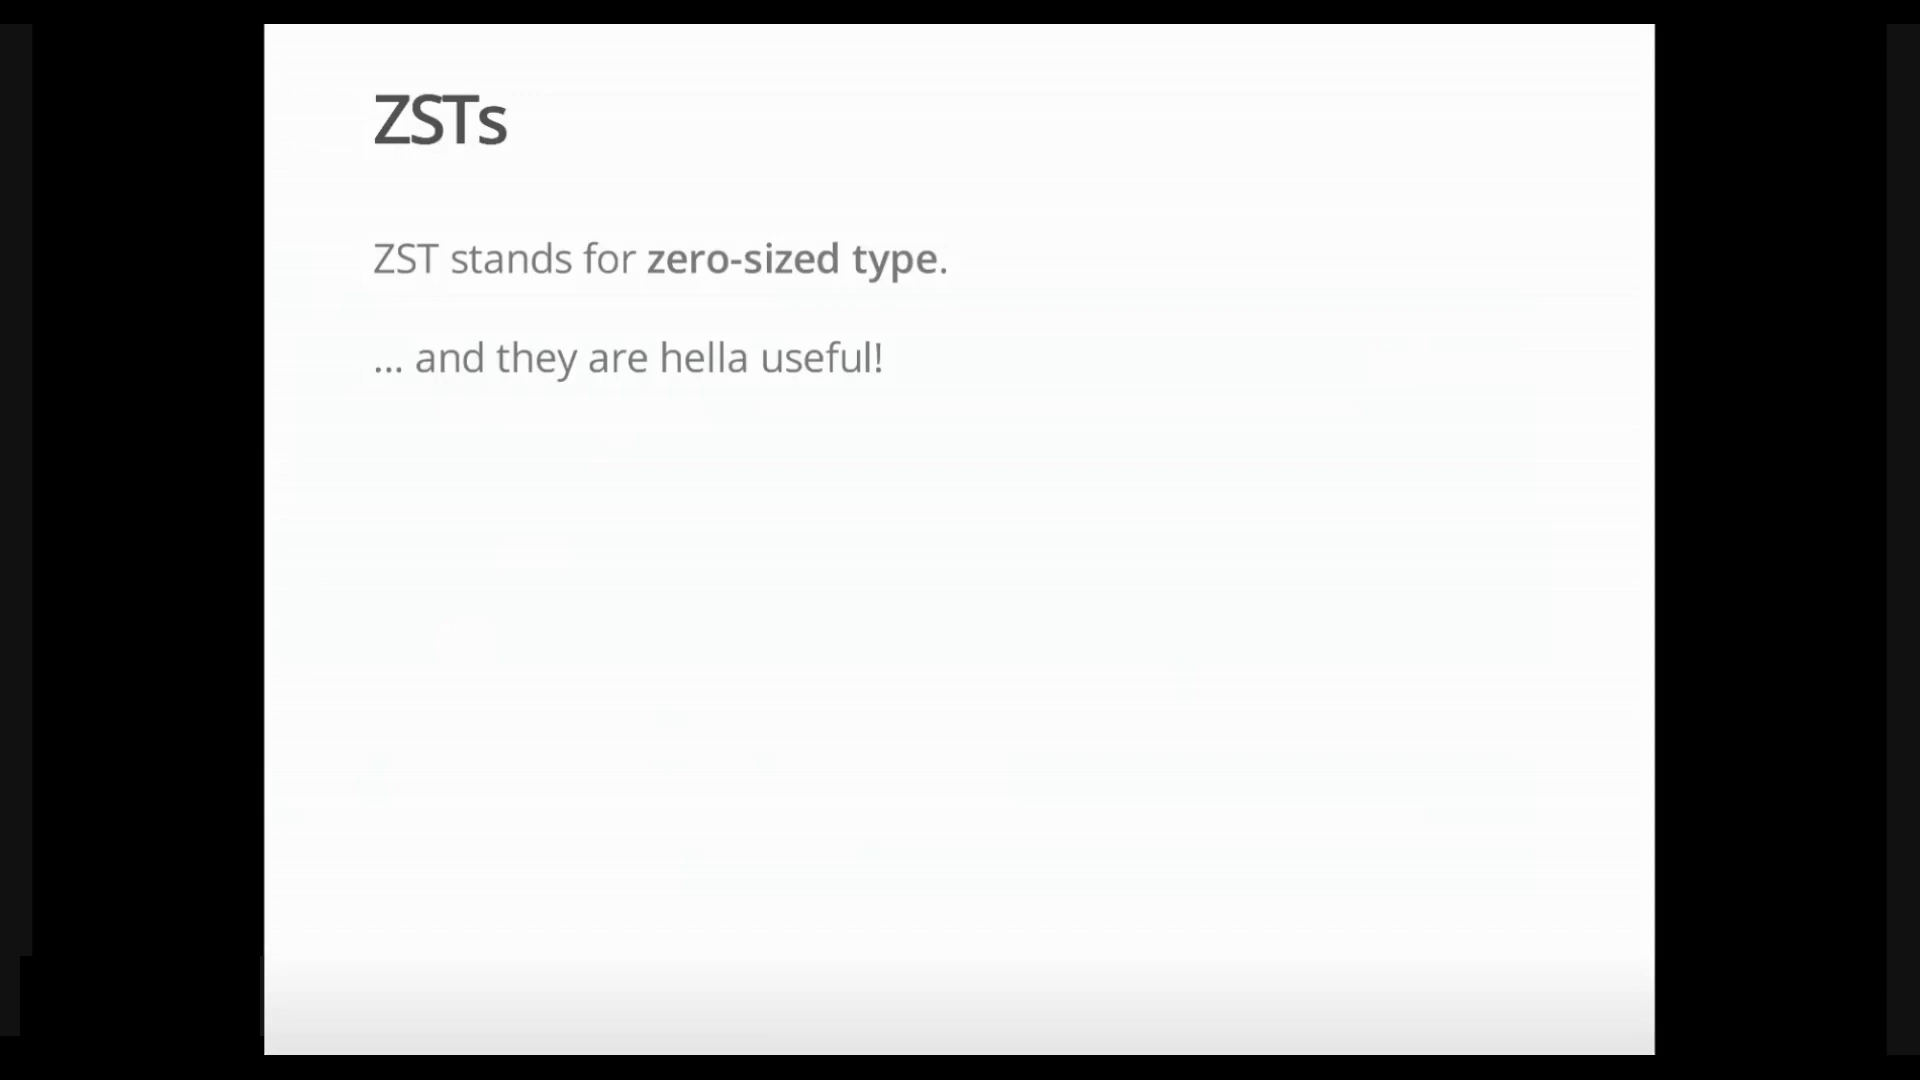 ZSTs
ZST stands for zero-sized type.
... and they are hella useful!